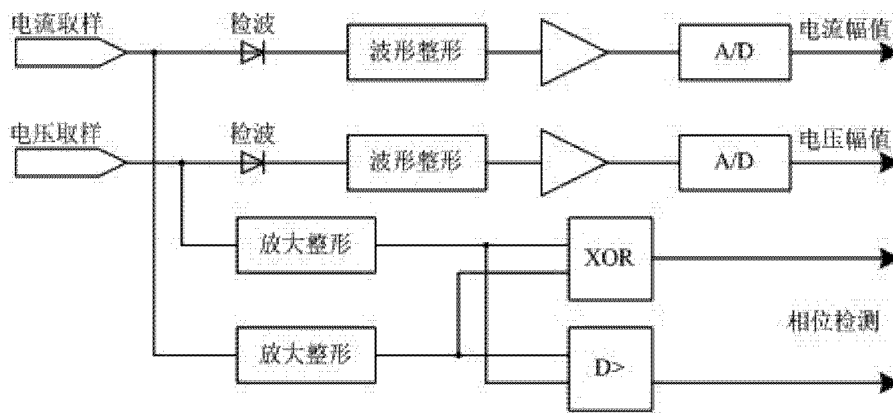 电流取样
检波
波形整形
A/D
电流幅值
电压取样
检波
波形整形
A/D
电压幅值
放大整形
XOR
相位检测
放大整形
D>